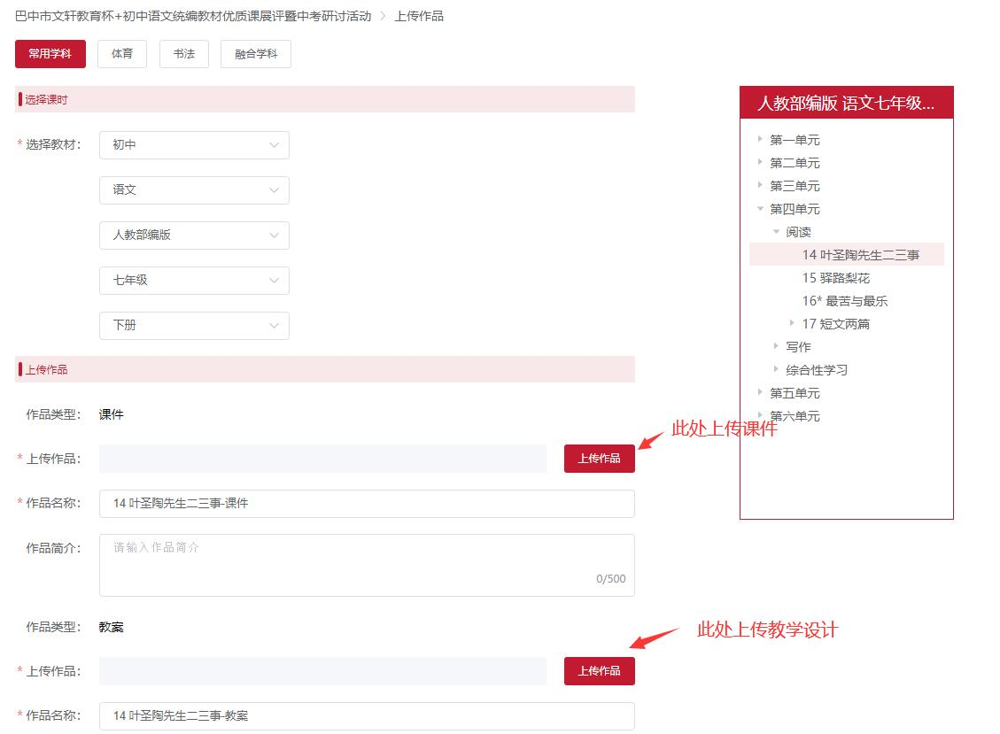 巴中市文轩教育杯+初中语文统编教材优质课展评暨中考研讨活动 > 上传作品
常用学科 体育 书法 融合学科
选择课时
* 选择教材： 初中
语文
人教部编版
七年级
下册
上传作品
作品类型： 课件
* 上传作品： 上传作品
此处上传课件
* 作品名称： 14 叶圣陶先生二三事-课件
作品简介： 请输入作品简介
0/500
作品类型： 教案
此处上传教学设计
* 上传作品： 上传作品
* 作品名称： 14 叶圣陶先生二三事-教案
人教部编版 语文七年级...
第一单元
第二单元
第三单元
第四单元
阅读
14 叶圣陶先生二三事
15 驿路梨花
16* 最苦与最乐
17 短文两篇
写作
综合性学习
第五单元
第六单元